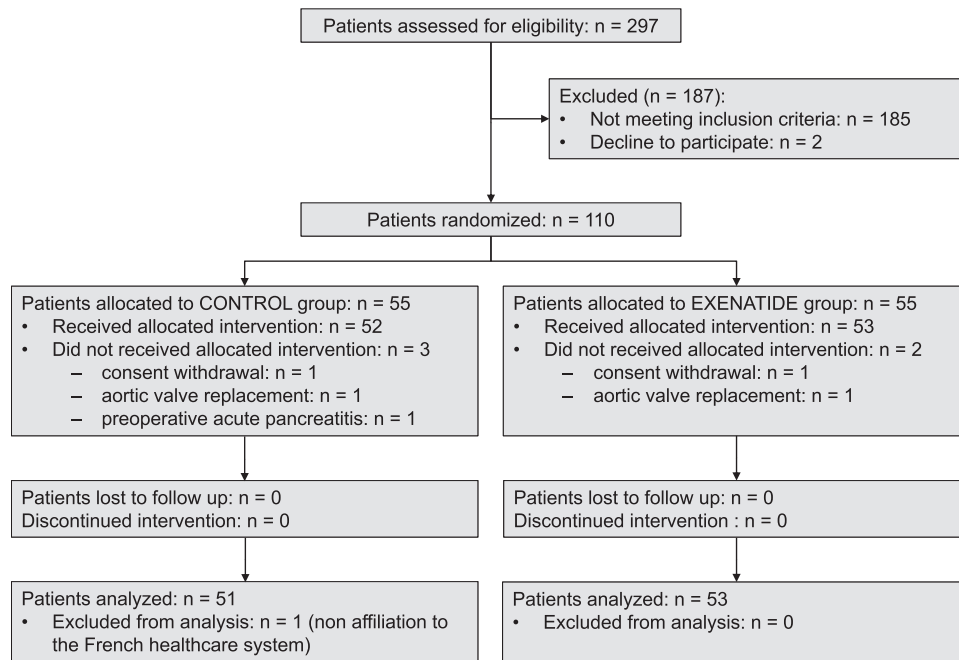 Patients assessed for eligibility: n = 297
Excluded (n = 187):
• Not meeting inclusion criteria: n = 185
• Decline to participate: n = 2
Patients randomized: n = 110
Patients allocated to CONTROL group: n = 55
• Received allocated intervention: n = 52
• Did not received allocated intervention: n = 3
– consent withdrawal: n = 1
– aortic valve replacement: n = 1
– preoperative acute pancreatitis: n = 1
Patients allocated to EXENATIDE group: n = 55
• Received allocated intervention: n = 53
• Did not received allocated intervention: n = 2
– consent withdrawal: n = 1
– aortic valve replacement: n = 1
Patients lost to follow up: n = 0
Discontinued intervention: n = 0
Patients lost to follow up: n = 0
Discontinued intervention : n = 0
Patients analyzed: n = 51
• Excluded from analysis: n = 1 (non affiliation to
the French healthcare system)
Patients analyzed: n = 53
• Excluded from analysis: n = 0